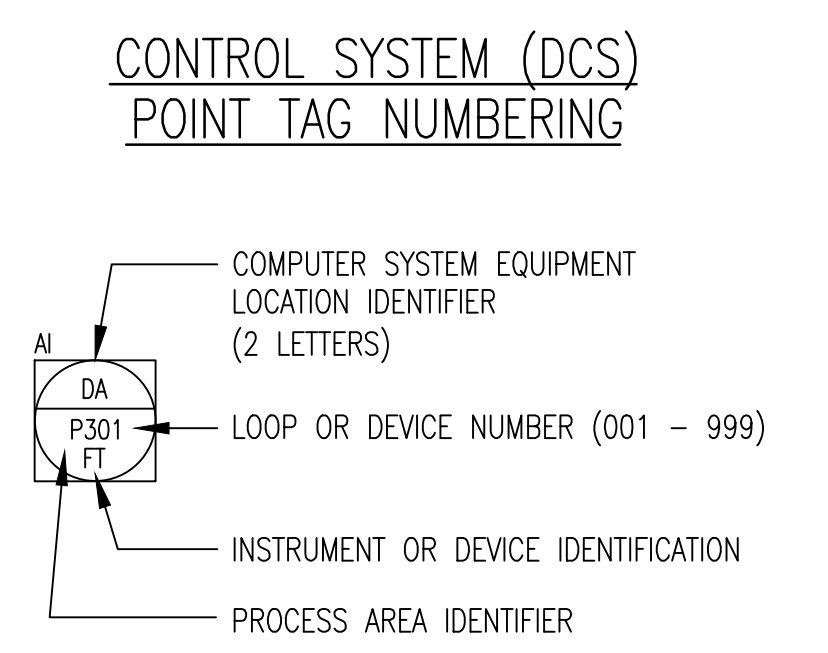 CONTROL SYSTEM (DCS)
POINT TAG NUMBERING
COMPUTER SYSTEM EQUIPMENT
LOCATION IDENTIFIER
(2 LETTERS)
AI
DA
P301
FT
LOOP OR DEVICE NUMBER (001 - 999)
INSTRUMENT OR DEVICE IDENTIFICATION
PROCESS AREA IDENTIFIER